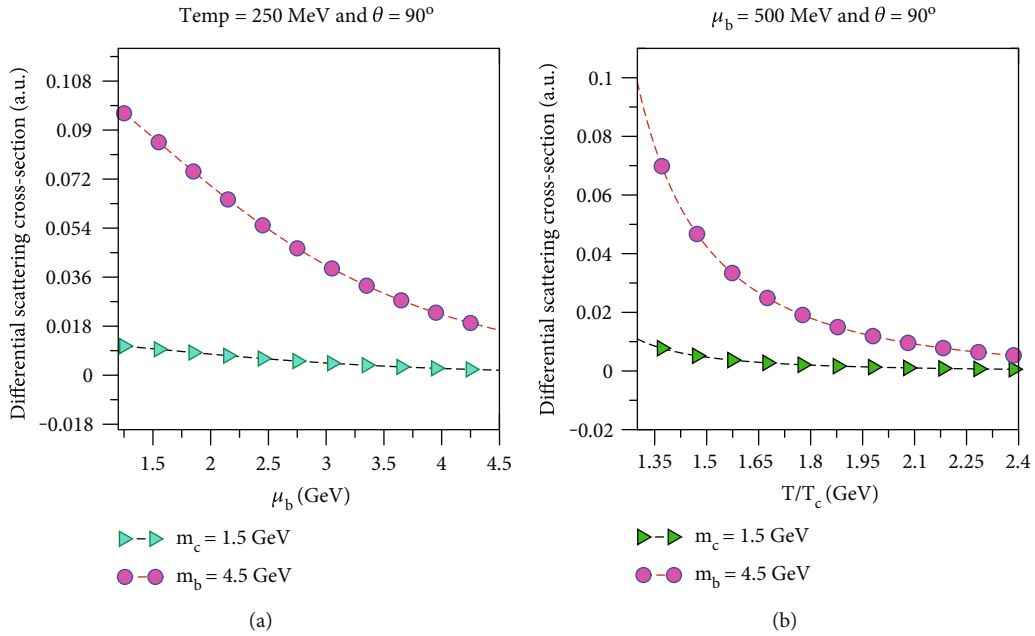 Temp = 250 MeV and θ = 90º
Differential scattering cross-section (a.u.)
0.108
0.09
0.072
0.054
0.036
0.018
0
−0.018
1.5 2 2.5 3 3.5 4 4.5
μb (GeV)
mc = 1.5 GeV
mb = 4.5 GeV
(a)
μb = 500 MeV and θ = 90º
Differential scattering cross-section (a.u.)
0.1
0.08
0.06
0.04
0.02
0
−0.02
1.35 1.5 1.65 1.8 1.95 2.1 2.25 2.4
T/Tc (GeV)
mc = 1.5 GeV
mb = 4.5 GeV
(b)